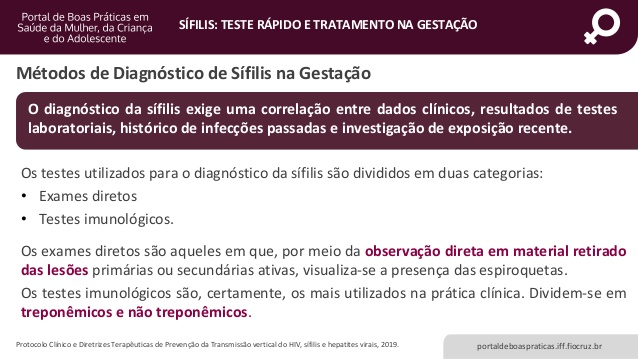 Portal de Boas Práticas em
Saúde da Mulher, da Criança
e do Adolescente
SÍFILIS: TESTE RÁPIDO E TRATAMENTO NA GESTAÇÃO
Métodos de Diagnóstico de Sífilis na Gestação
O diagnóstico da sífilis exige uma correlação entre dados clínicos, resultados de testes
laboratoriais, histórico de infecções passadas e investigação de exposição recente.
Os testes utilizados para o diagnóstico da sífilis são divididos em duas categorias:
• Exames diretos
• Testes imunológicos.
Os exames diretos são aqueles em que, por meio da observação direta em material retirado
das lesões primárias ou secundárias ativas, visualiza-se a presença das espiroquetas.
Os testes imunológicos são, certamente, os mais utilizados na prática clínica. Dividem-se em
treponêmicos e não treponêmicos.
Protocolo Clínico e Diretrizes Terapêuticas de Prevenção da Transmissão vertical do HIV, sífilis e hepatites virais, 2019.
portaldeboaspraticas.iff.fiocruz.br